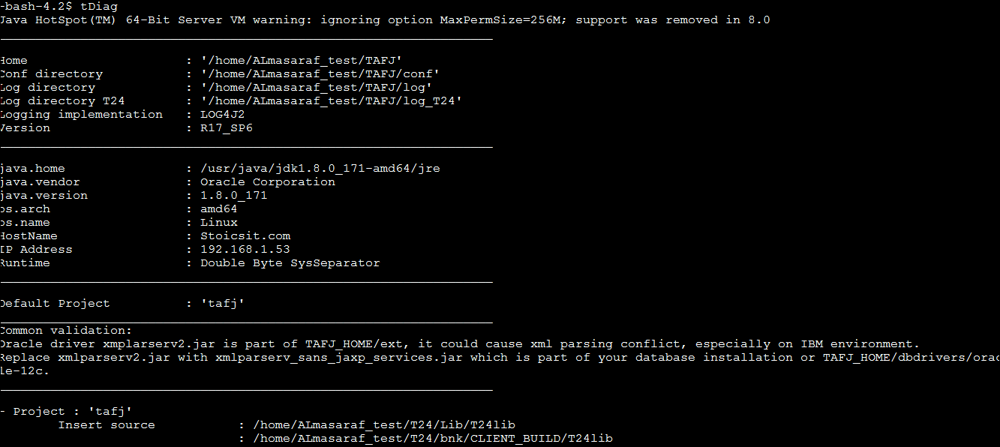 -bash-4.2$ tDiag
Java HotSpot(TM) 64-Bit Server VM warning: ignoring option MaxPermSize=256M; support was removed in 8.0
Home : '/home/ALmasaraf_test/TAFJ'
Conf directory : '/home/ALmasaraf_test/TAFJ/conf'
Log directory : '/home/ALmasaraf_test/TAFJ/log'
Log directory T24 : '/home/ALmasaraf_test/TAFJ/log_T24'
Logging implementation : LOG4J2
Version : R17_SP6
java.home : /usr/java/jdk1.8.0_171-amd64/jre
java.vendor : Oracle Corporation
java.version : 1.8.0_171
os.arch : amd64
os.name : Linux
HostName : Stoicsit.com
IP Address : 192.168.1.53
Runtime : Double Byte SysSeparator
Default Project : 'tafj'
Common validation:
Oracle driver xmplarserv2.jar is part of TAFJ_HOME/ext, it could cause xml parsing conflict, especially on IBM environment.
Replace xmlparserv2.jar with xmlparserv_sans_jaxp_services.jar which is part of your database installation or TAFJ_HOME/dbdrivers/orac
le-12c.
- Project : 'tafj'
Insert source : /home/ALmasaraf_test/T24/Lib/T24lib
: /home/ALmasaraf_test/T24/bnk/CLIENT_BUILD/T24lib